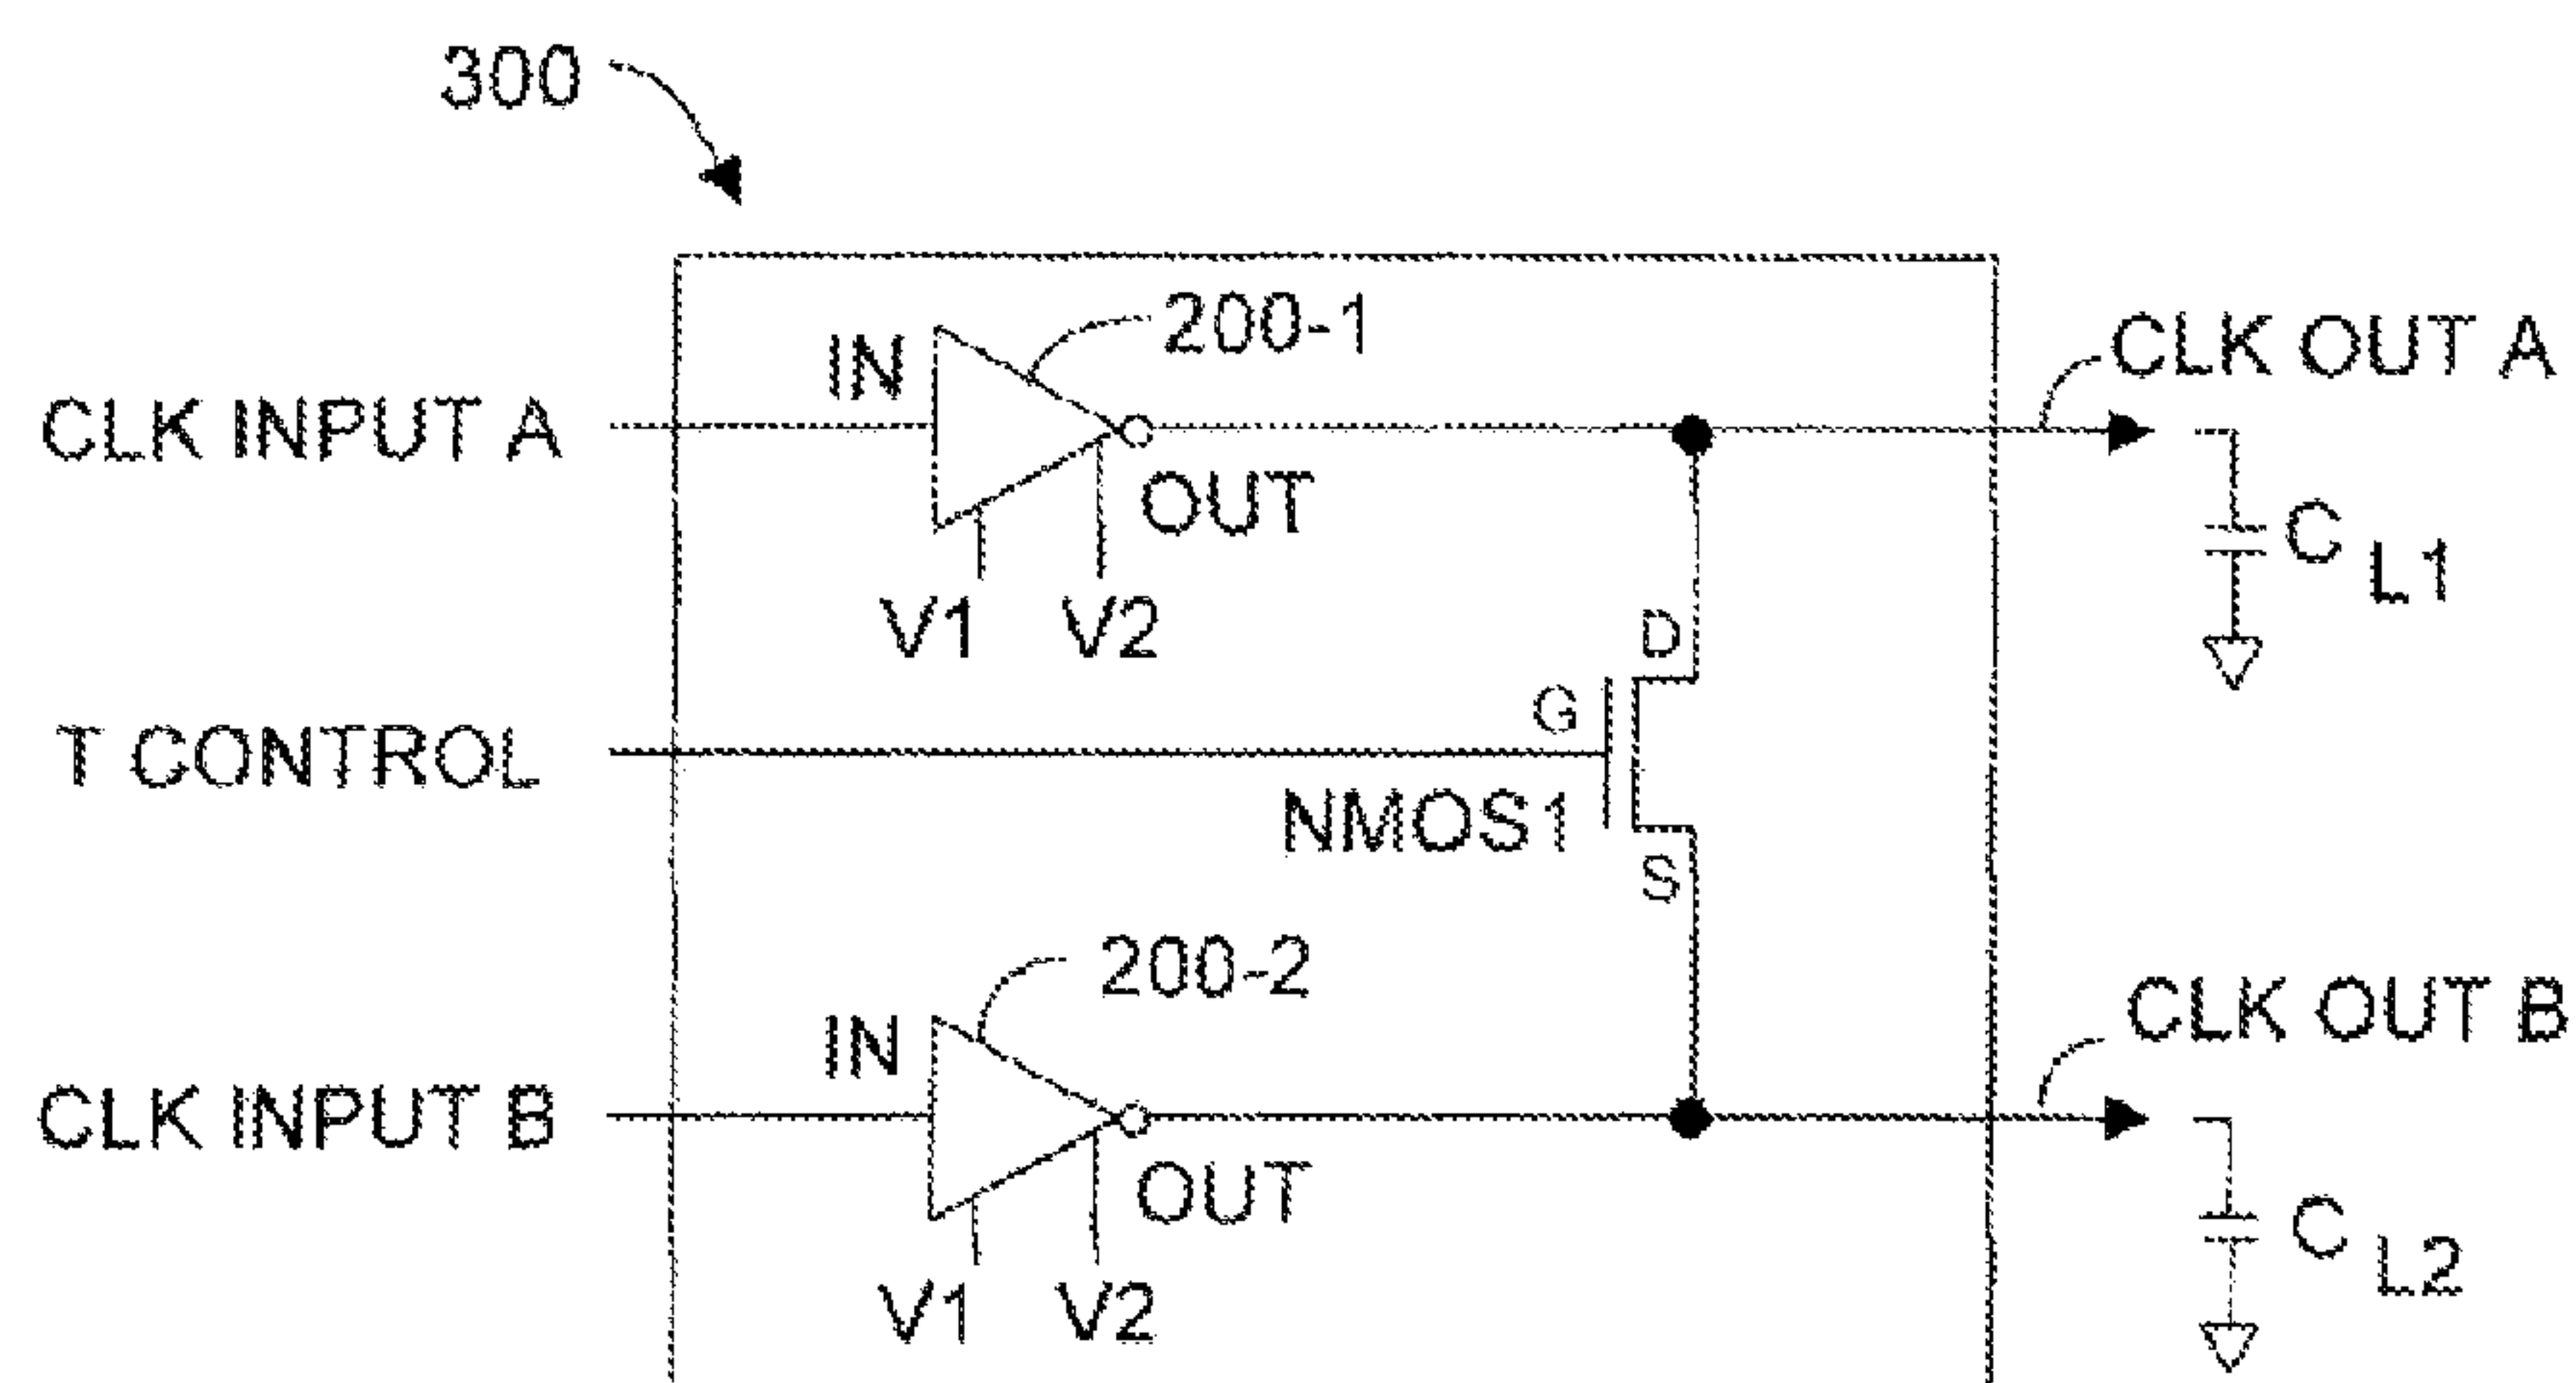 300
200-1
IN
CLK INPUT A
OUT
V1 V2
CLK OUT A
C L1
D
G
T CONTROL
NMOS1
S
200-2
IN
CLK INPUT B
OUT
V1 V2
CLK OUT B
C L2